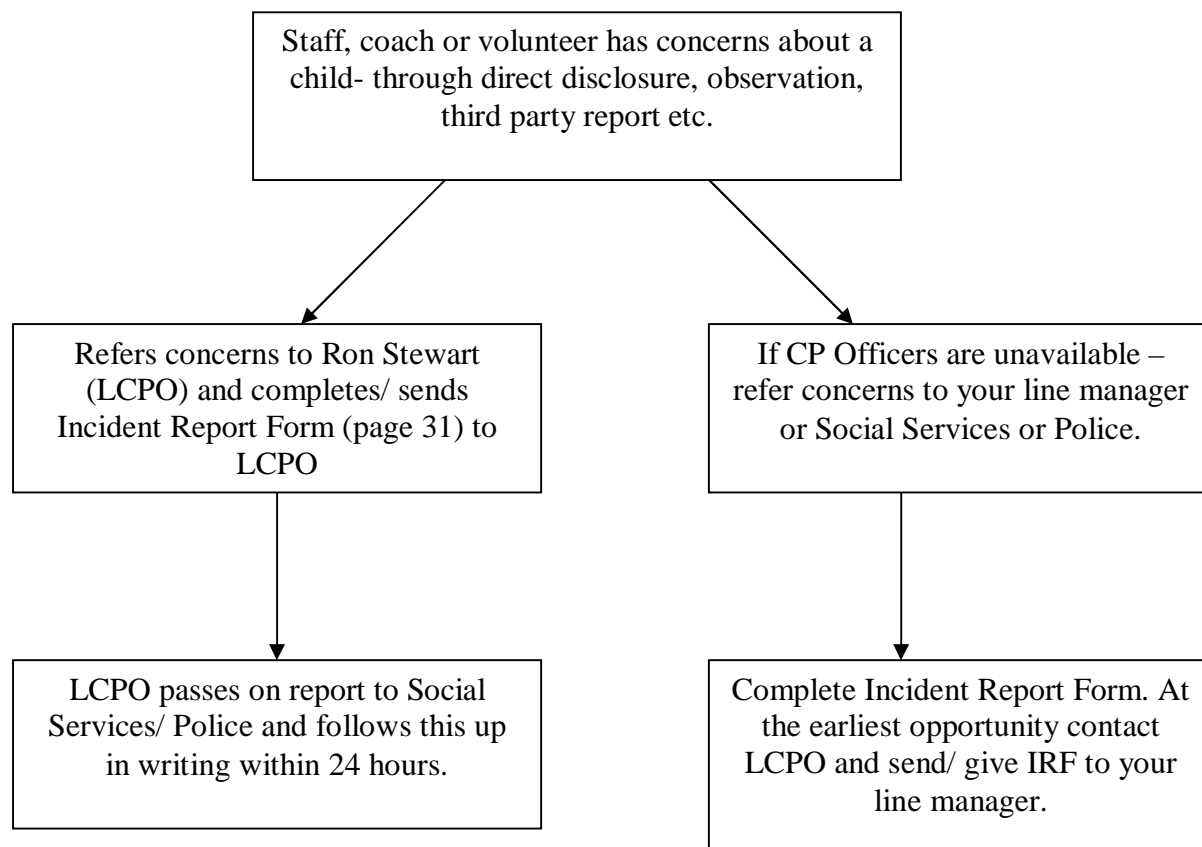 Staff, coach or volunteer has concerns about a
child- through direct disclosure, observation,
third party report etc.
Refers concerns to Ron Stewart
(LCPO) and completes/ sends
Incident Report Form (page 31) to
LCPO
If CP Officers are unavailable –
refer concerns to your line manager
or Social Services or Police.
LCPO passes on report to Social
Services/ Police and follows this up
in writing within 24 hours.
Complete Incident Report Form. At
the earliest opportunity contact
LCPO and send/ give IRF to your
line manager.